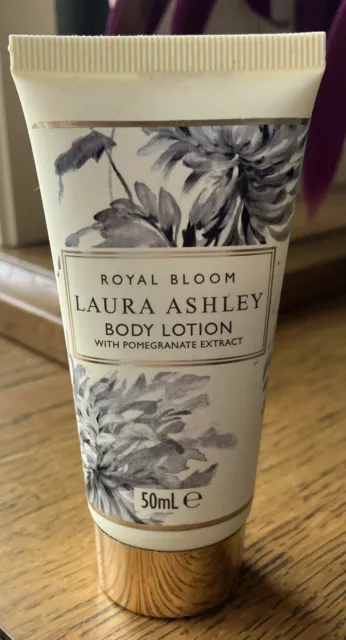 ROYAL BLOOM
LAURA ASHLEY
BODY LOTION
WITH POMEGRANATE EXTRACT
50mL ℮